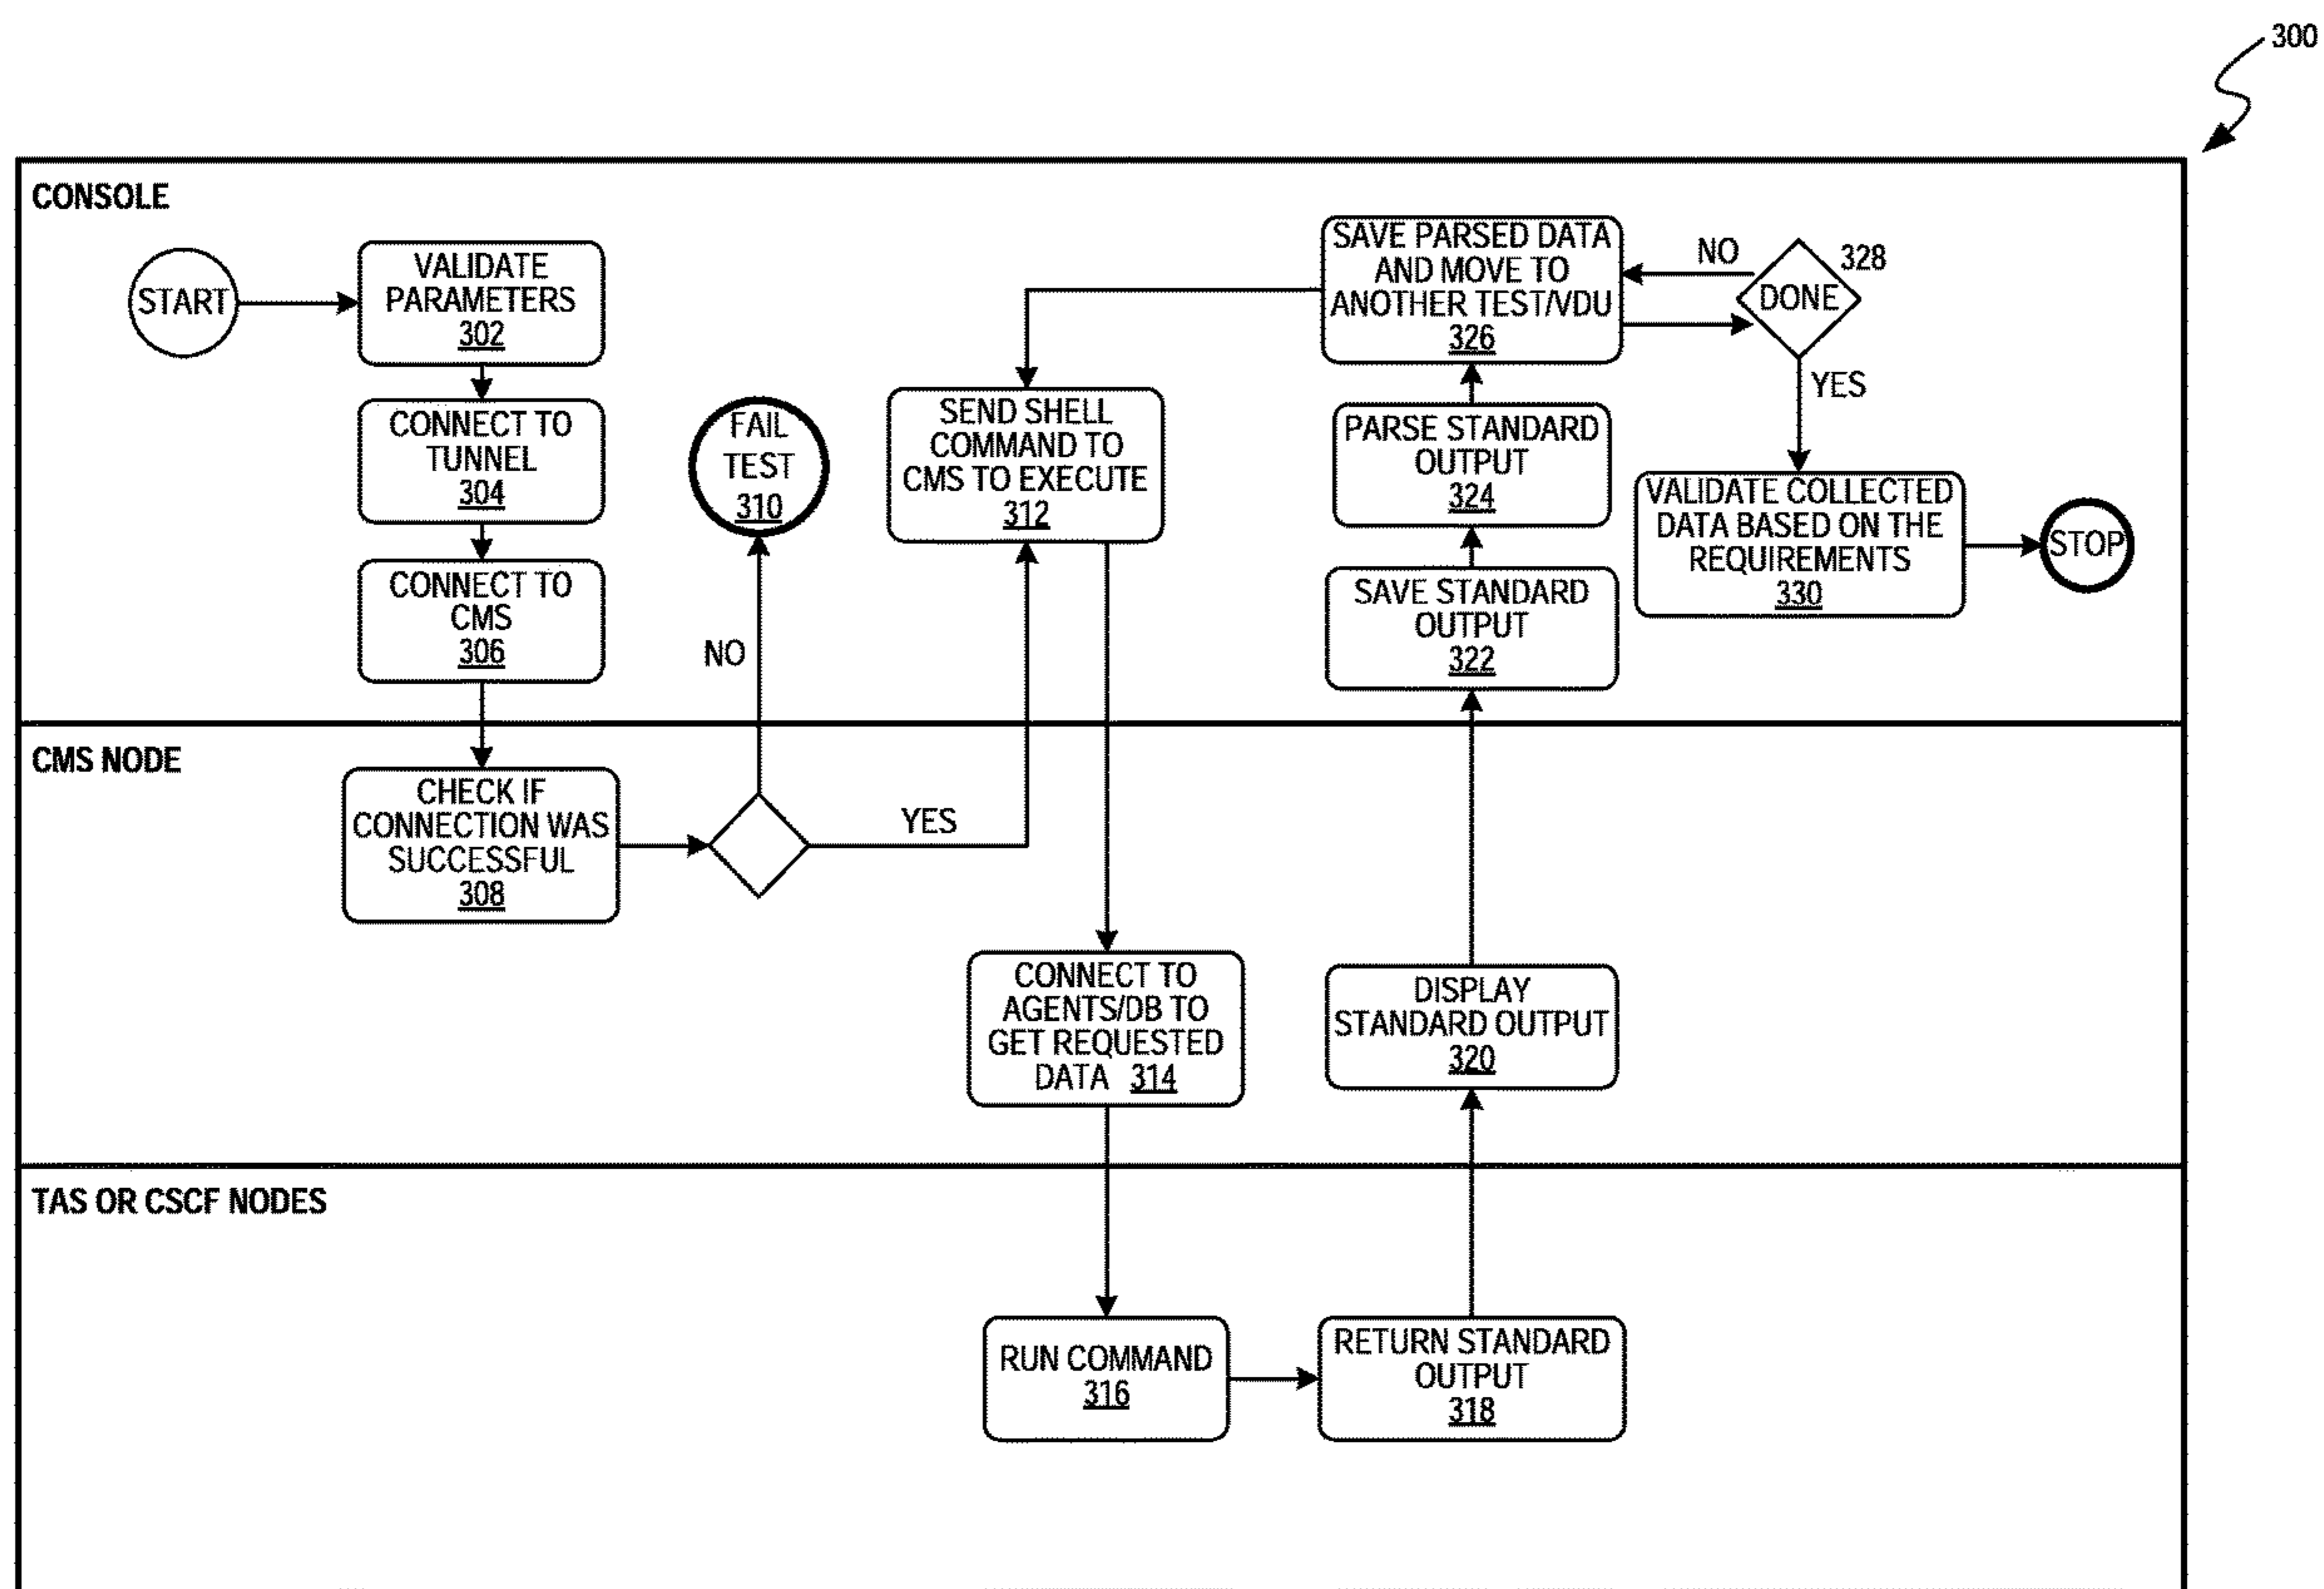 300
CONSOLE
START
VALIDATE
PARAMETERS
302
CONNECT TO
TUNNEL
304
CONNECT TO
CMS
306
FAIL
TEST
310
NO
SEND SHELL
COMMAND TO
CMS TO EXECUTE
312
SAVE PARSED DATA
AND MOVE TO
ANOTHER TEST/VDU
326
NO
DONE
328
YES
PARSE STANDARD
OUTPUT
324
SAVE STANDARD
OUTPUT
322
VALIDATE COLLECTED
DATA BASED ON THE
REQUIREMENTS
330
STOP
CMS NODE
CHECK IF
CONNECTION WAS
SUCCESSFUL
308
YES
CONNECT TO
AGENTS/DB TO
GET REQUESTED
DATA 314
DISPLAY
STANDARD OUTPUT
320
TAS OR CSCF NODES
RUN COMMAND
316
RETURN STANDARD
OUTPUT
318